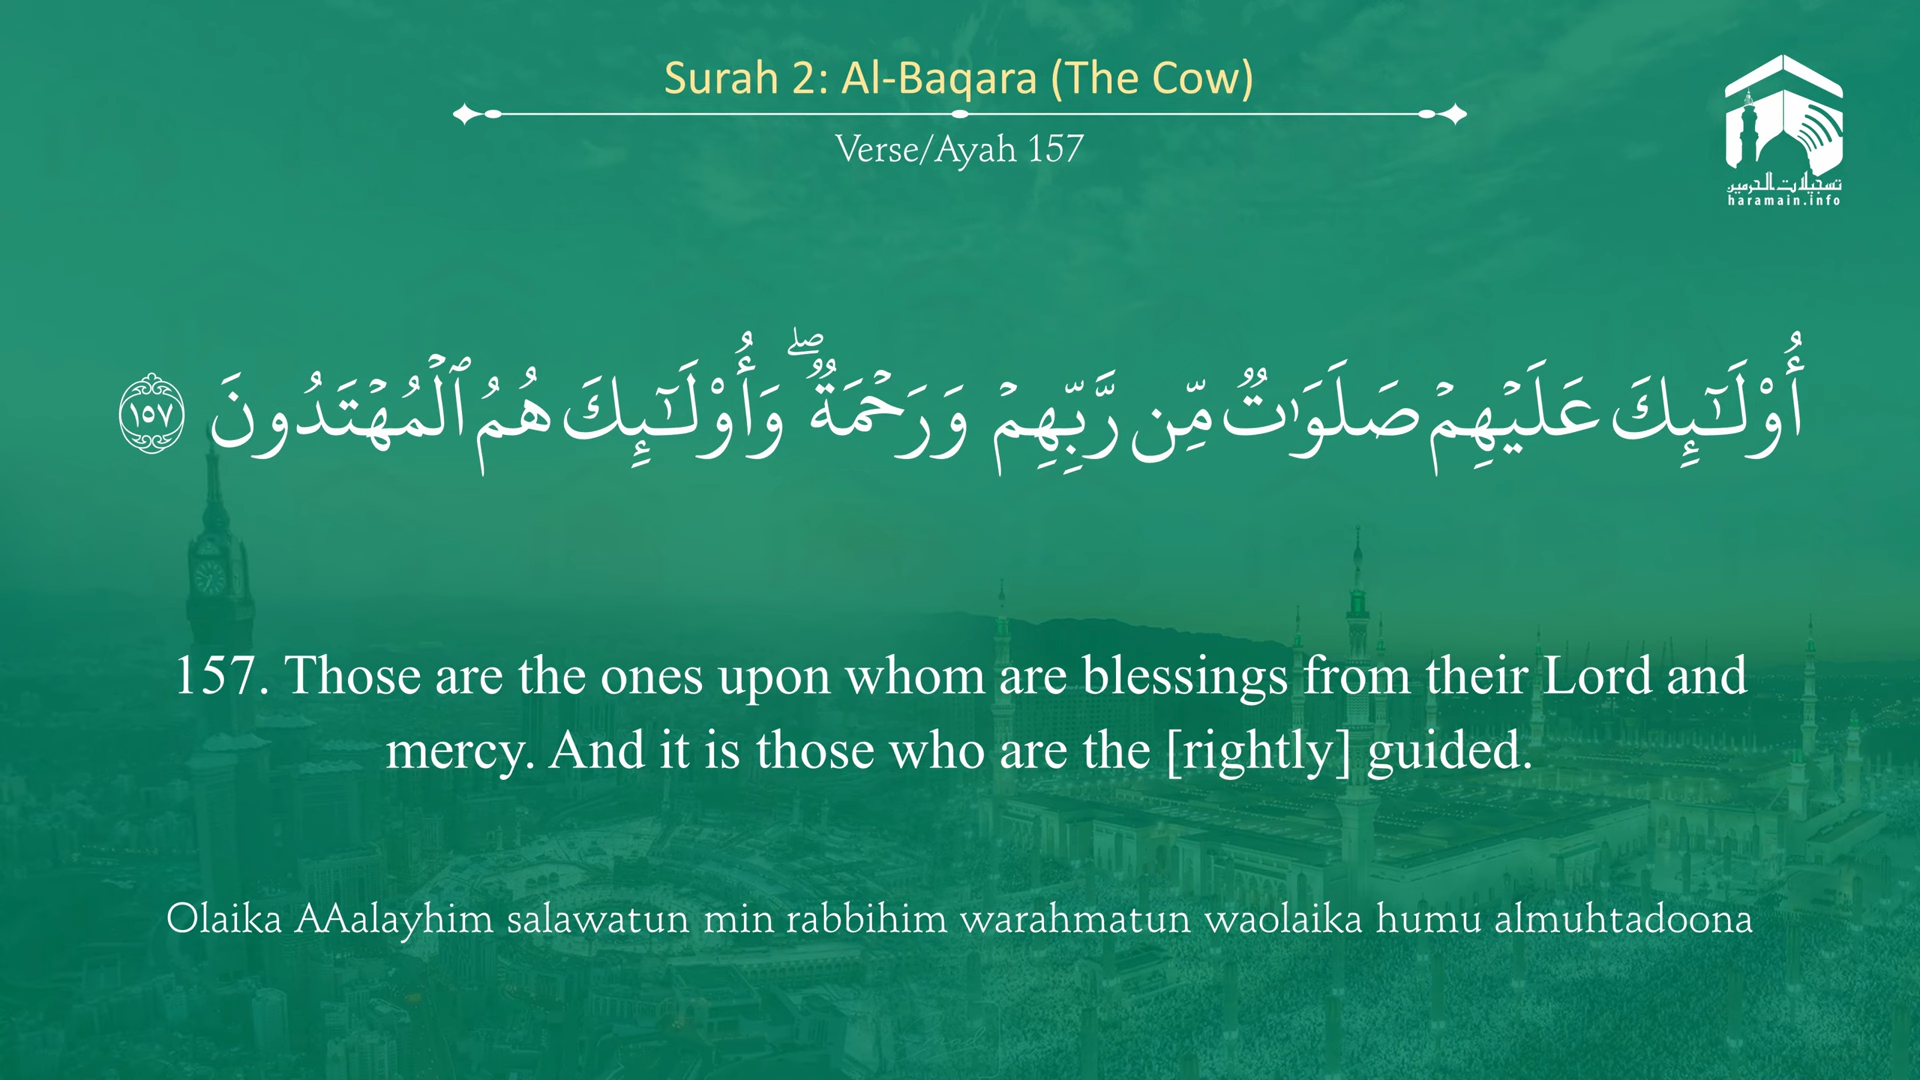 Surah 2: Al-Baqara (The Cow)
Verse/Ayah 157
تسجيلات الحرمين
haramain.info
أُو۟لَـٰٓئِكَ عَلَيْهِمْ صَلَوَٰتٌ مِّن رَّبِّهِمْ وَرَحْمَةٌ ۖ وَأُو۟لَـٰٓئِكَ هُمُ ٱلْمُهْتَدُونَ ١٥٧
157. Those are the ones upon whom are blessings from their Lord and
mercy. And it is those who are the [rightly] guided.
Olaika AAalayhim salawatun min rabbihim warahmatun waolaika humu almuhtadoona